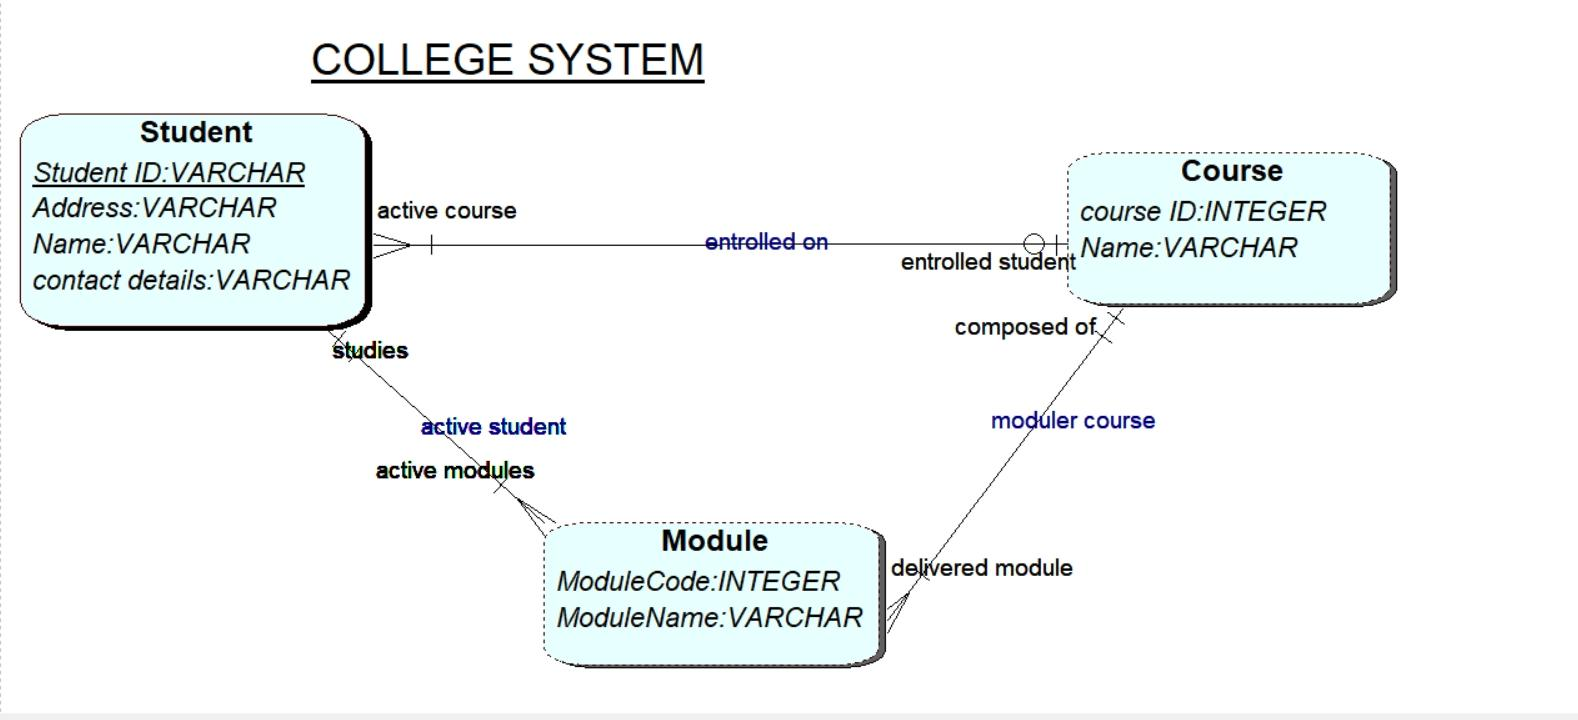 COLLEGE SYSTEM
Student
Student ID:VARCHAR
Address:VARCHAR
Name:VARCHAR
contact details:VARCHAR
active course
entrolled on
entrolled student
Course
course ID:INTEGER
Name:VARCHAR
composed of
studies
active student
moduler course
active modules
Module
ModuleCode:INTEGER
ModuleName:VARCHAR
delivered module